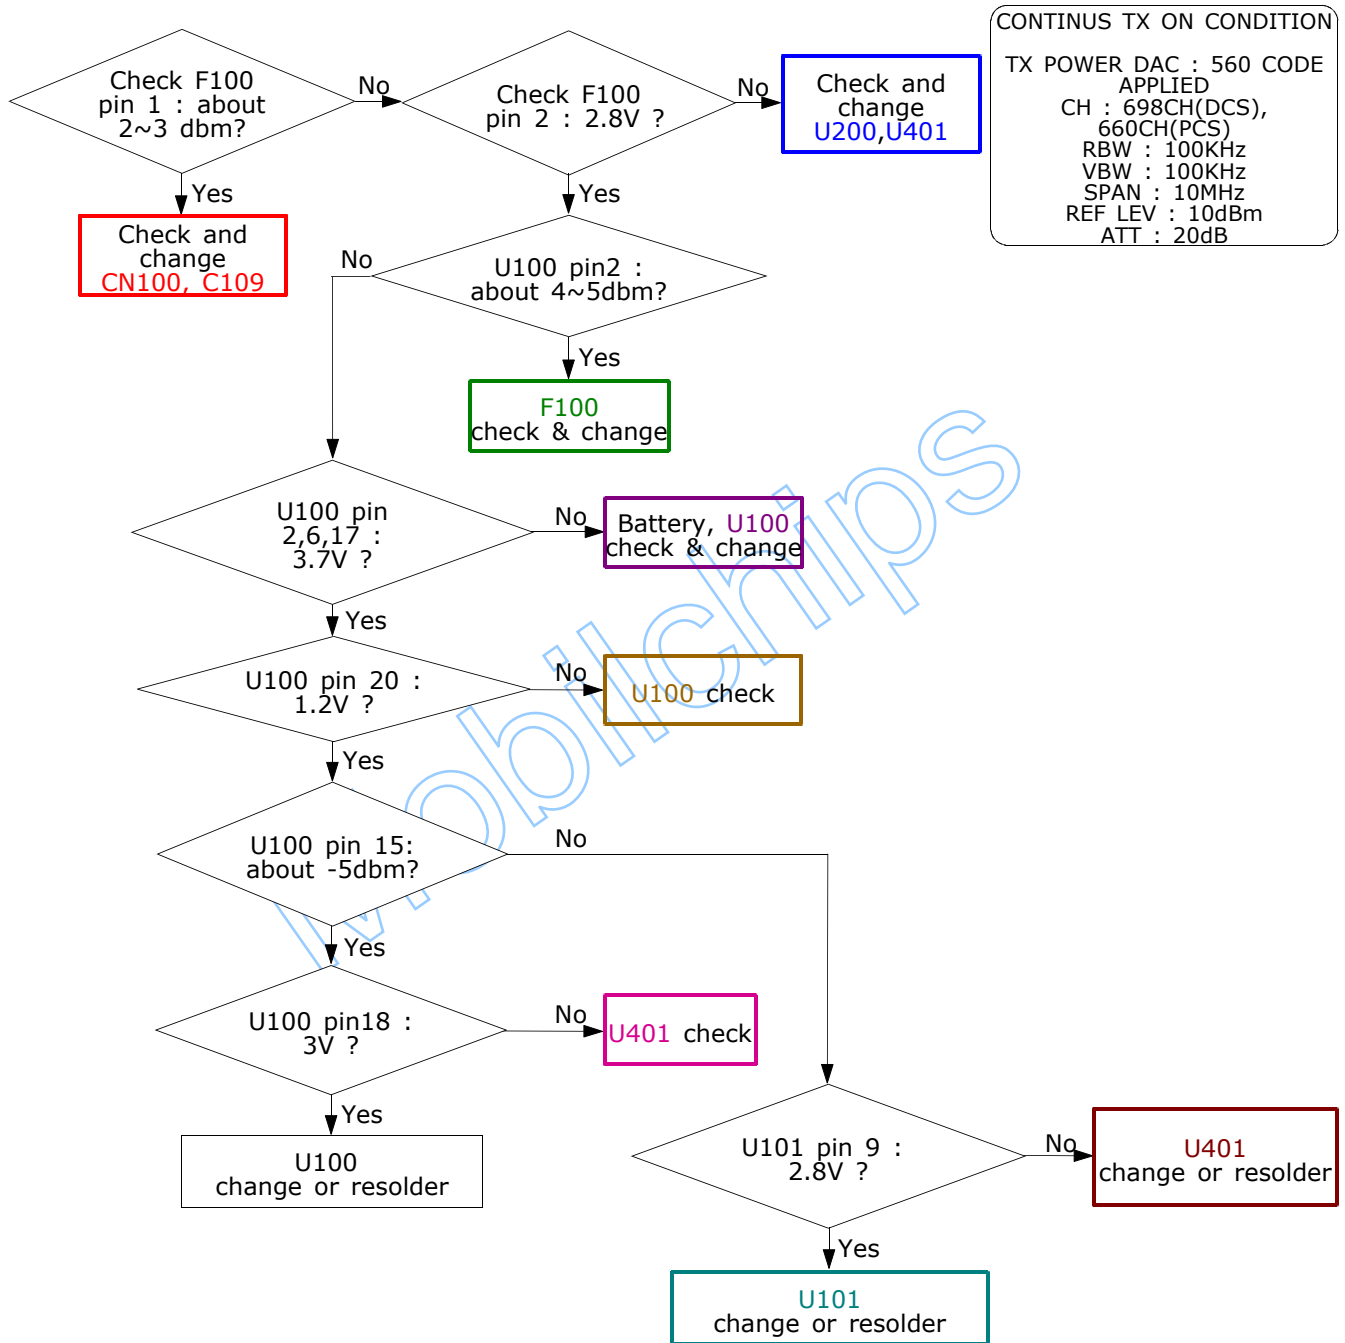 Check F100
pin 1 : about
2~3 dbm?
No
Check F100
pin 2 : 2.8V ?
No
Check and
change
U200,U401
CONTINUS TX ON CONDITION
TX POWER DAC : 560 CODE
APPLIED
CH : 698CH(DCS),
660CH(PCS)
RBW : 100KHz
VBW : 100KHz
SPAN : 10MHz
REF LEV : 10dBm
ATT : 20dB
Yes
Check and
change
CN100, C109
Yes
No
U100 pin2 :
about 4~5dbm?
Yes
F100
check & change
U100 pin
2,6,17 :
3.7V ?
No
Battery, U100
check & change
Yes
U100 pin 20 :
1.2V ?
No
U100 check
Yes
U100 pin 15:
about -5dbm?
No
Yes
U100 pin18 :
3V ?
No
U401 check
Yes
U100
change or resolder
U101 pin 9 :
2.8V ?
No
U401
change or resolder
Yes
U101
change or resolder
Mobilchips